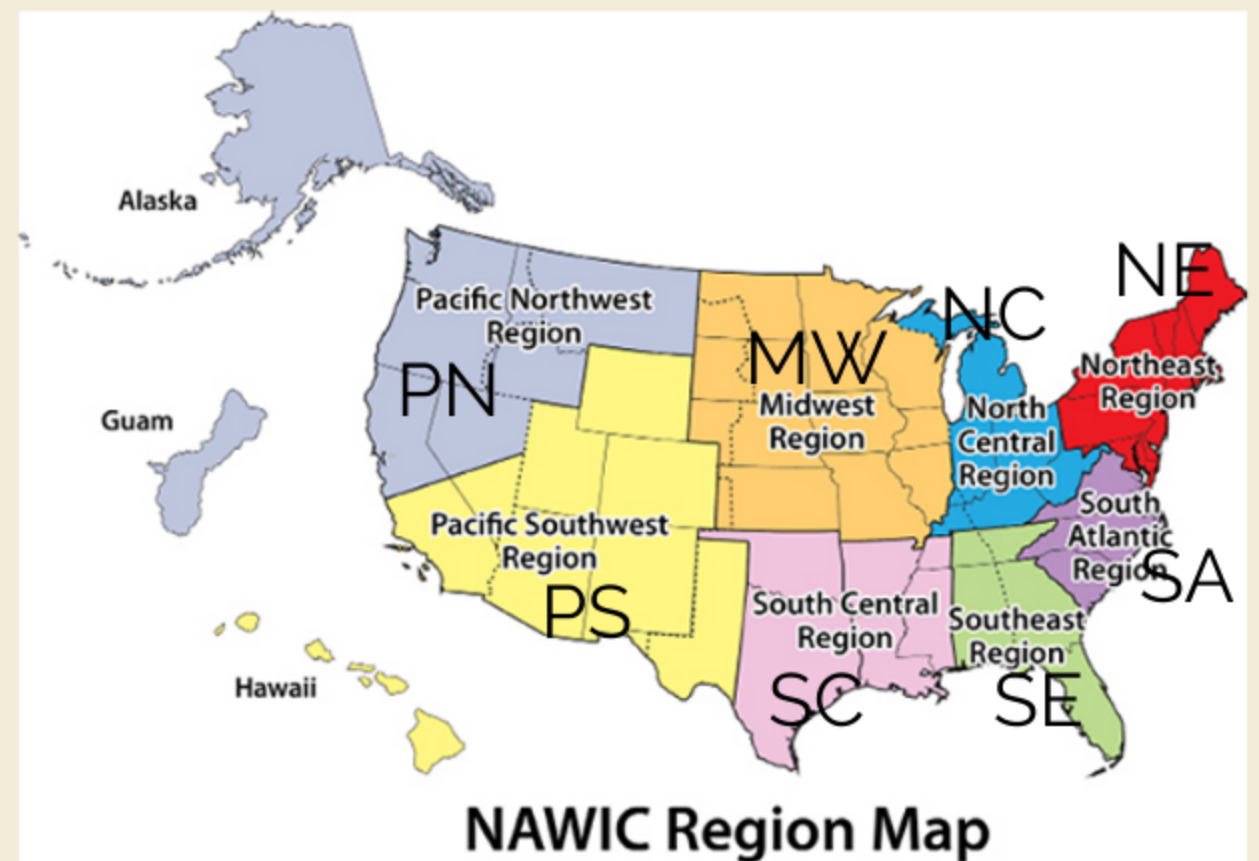 Alaska
NE
NC
Pacific Northwest
Region
MW
PN
Northeast
Region
Guam
Midwest
Region
North
Central
Region
South
Atlantic
Region
SA
Pacific Southwest
Region
PS
South Central
Region
Southeast
Region
Hawaii
SC
SE
NAWIC Region Map